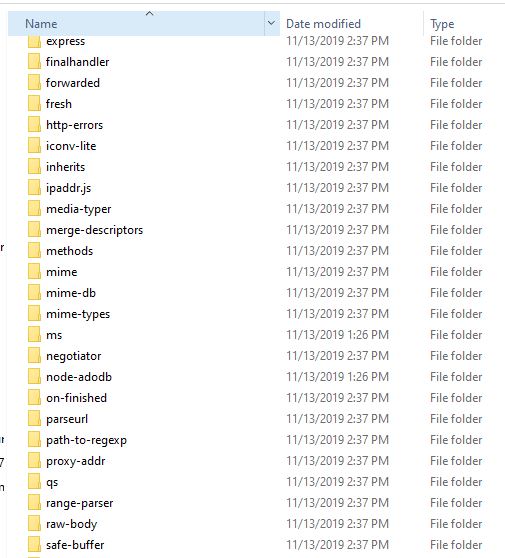 Name Date modified Type
express 11/13/2019 2:37 PM File folder
finalhandler 11/13/2019 2:37 PM File folder
forwarded 11/13/2019 2:37 PM File folder
fresh 11/13/2019 2:37 PM File folder
http-errors 11/13/2019 2:37 PM File folder
iconv-lite 11/13/2019 2:37 PM File folder
inherits 11/13/2019 2:37 PM File folder
ipaddr.js 11/13/2019 2:37 PM File folder
media-typer 11/13/2019 2:37 PM File folder
merge-descriptors 11/13/2019 2:37 PM File folder
methods 11/13/2019 2:37 PM File folder
mime 11/13/2019 2:37 PM File folder
mime-db 11/13/2019 2:37 PM File folder
mime-types 11/13/2019 2:37 PM File folder
ms 11/13/2019 1:26 PM File folder
negotiator 11/13/2019 2:37 PM File folder
node-adodb 11/13/2019 1:26 PM File folder
on-finished 11/13/2019 2:37 PM File folder
parseurl 11/13/2019 2:37 PM File folder
path-to-regexp 11/13/2019 2:37 PM File folder
proxy-addr 11/13/2019 2:37 PM File folder
qs 11/13/2019 2:37 PM File folder
range-parser 11/13/2019 2:37 PM File folder
raw-body 11/13/2019 2:37 PM File folder
safe-buffer 11/13/2019 2:37 PM File folder